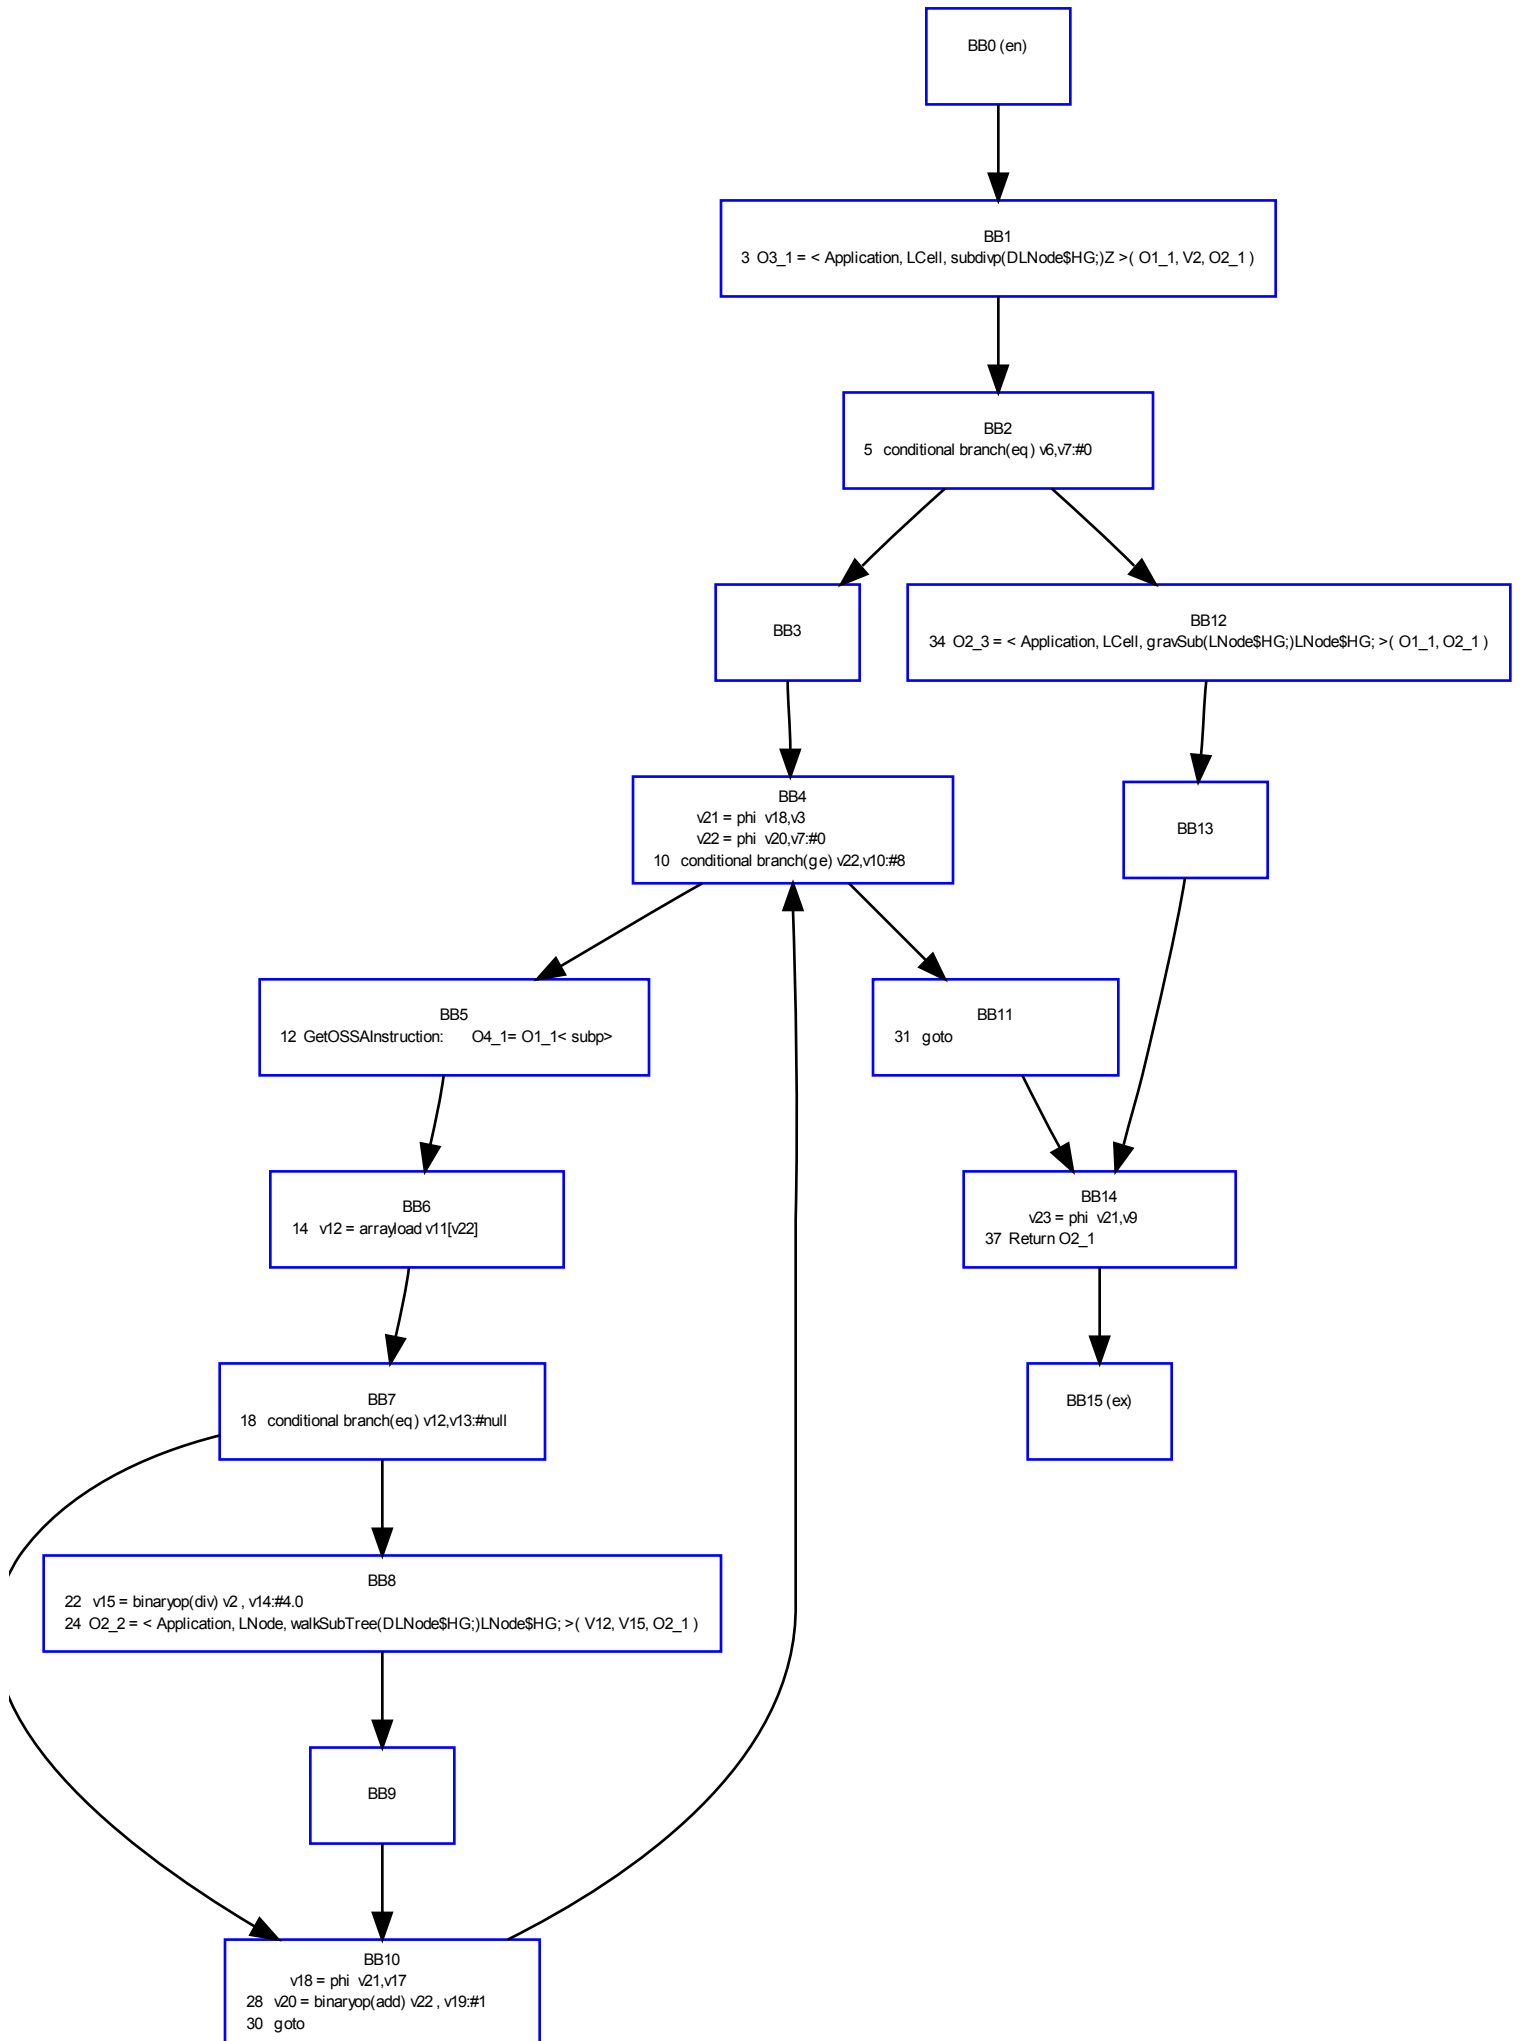 BB0 (en)
BB1
3 O3_1 = < Application, LCell, subdivp(DLNode$HG;)Z >( O1_1, V2, O2_1 )
BB2
5 conditional branch(eq) v6,v7:#0
BB3
BB12
34 O2_3 = < Application, LCell, gravSub(LNode$HG;)LNode$HG; >( O1_1, O2_1 )
BB4
v21 = phi v18,v3
v22 = phi v20,v7:#0
10 conditional branch(ge) v22,v10:#8
BB13
BB5
12 GetOSSAInstruction: O4_1= O1_1< subp>
BB11
31 goto
BB6
14 v12 = arrayload v11[v22]
BB14
v23 = phi v21,v9
37 Return O2_1
BB7
18 conditional branch(eq) v12,v13:#null
BB15 (ex)
BB8
22 v15 = binaryop(div) v2 , v14:#4.0
24 O2_2 = < Application, LNode, walkSubTree(DLNode$HG;)LNode$HG; >( V12, V15, O2_1 )
BB9
BB10
v18 = phi v21,v17
28 v20 = binaryop(add) v22 , v19:#1
30 goto